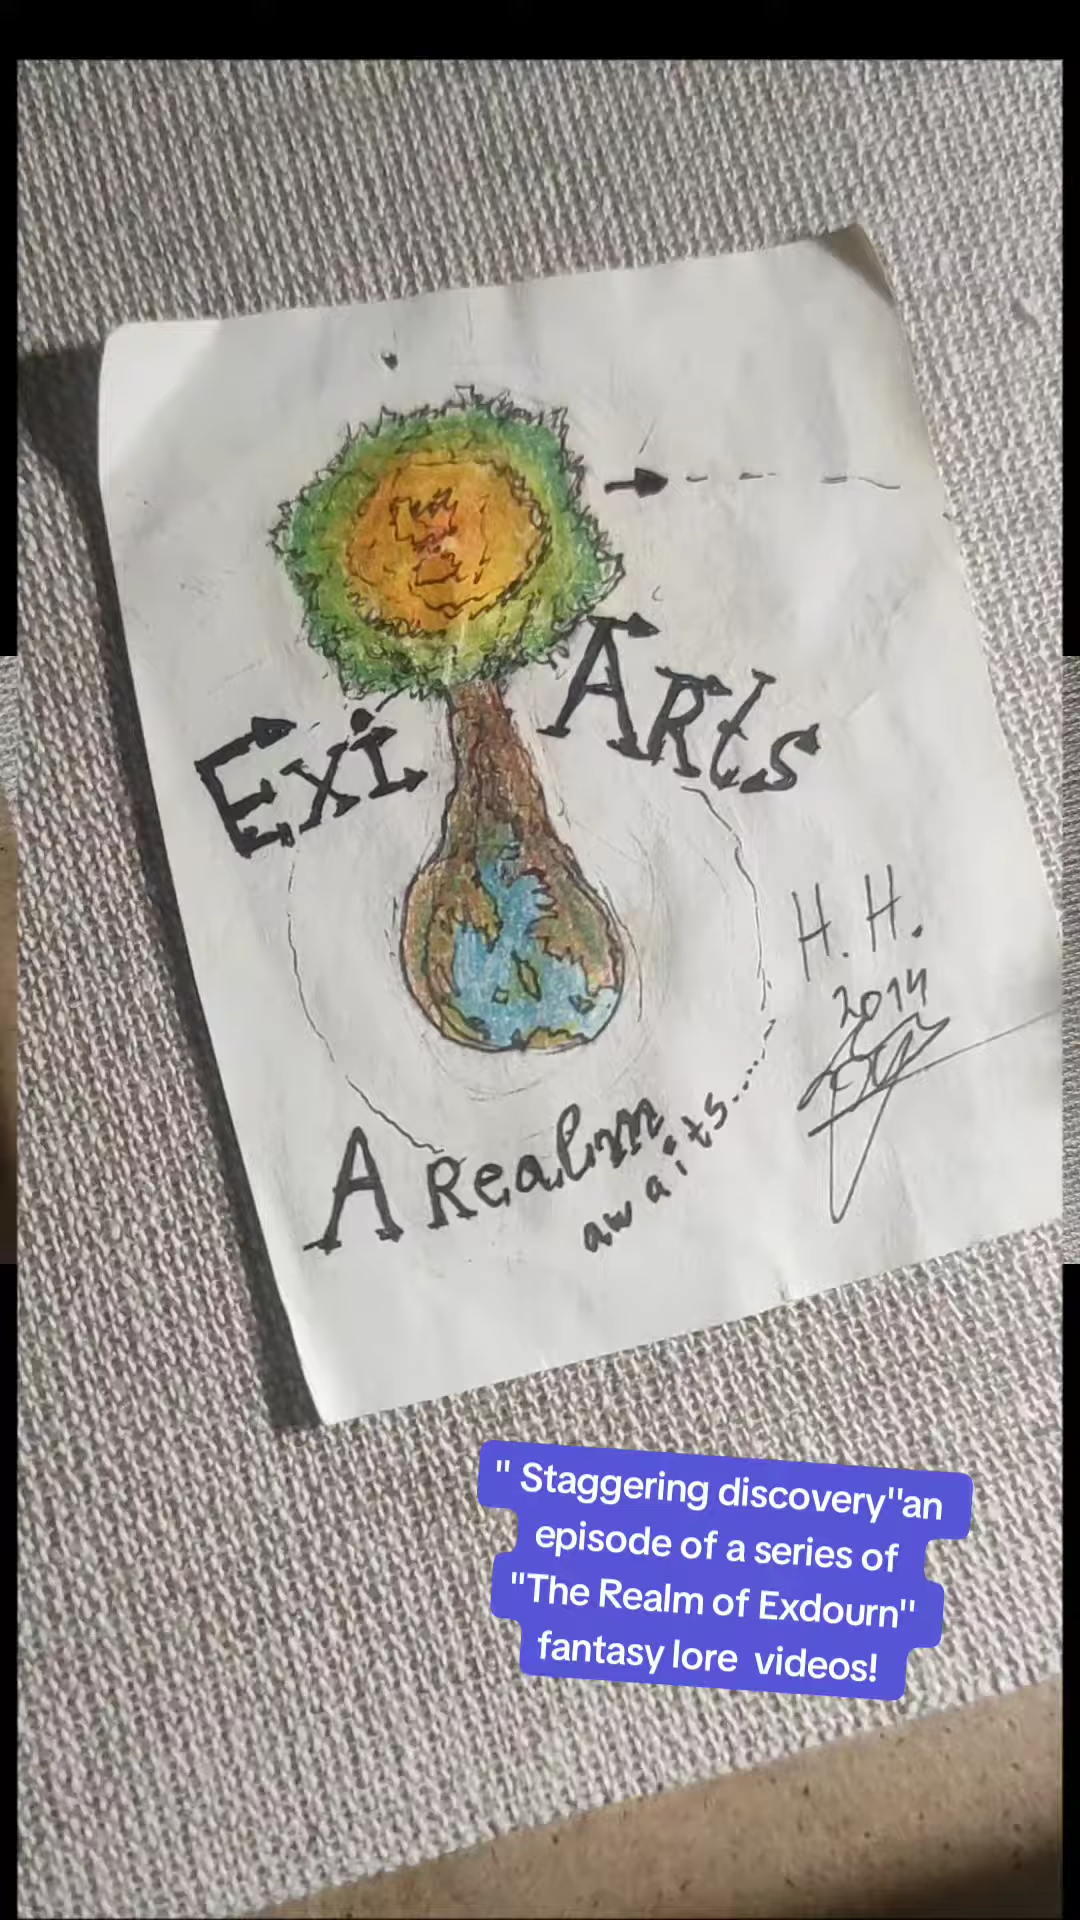 Exi Arts
H. H.
2014
A Realm
awaits.....
" Staggering discovery"an
episode of a series of
"The Realm of Exdourn"
fantasy lore videos!